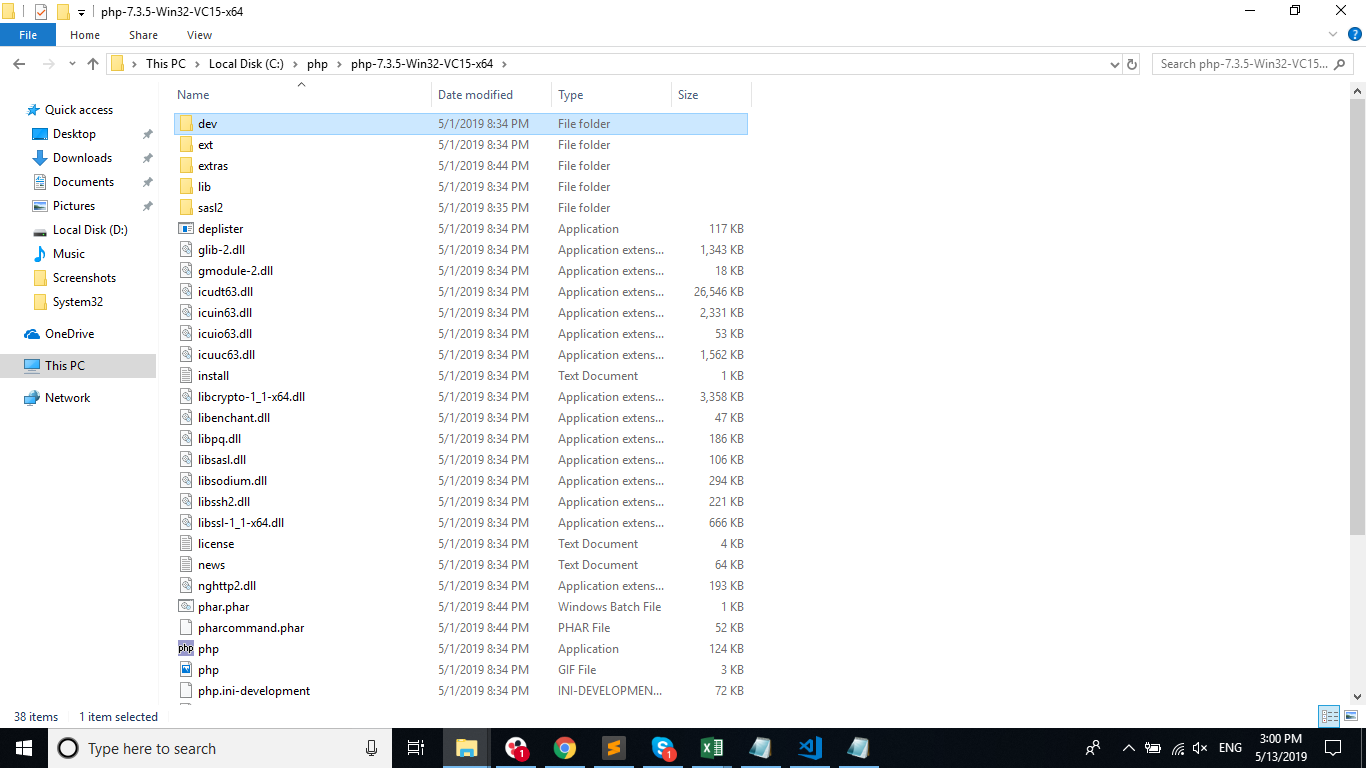 php-7.3.5-Win32-VC15-x64
File Home Share View
This PC Local Disk (C:) php php-7.3.5-Win32-VC15-x64 Search php-7.3.5-Win32-VC15...
Name Date modified Type Size
Quick access
Desktop
Downloads
Documents
Pictures
Local Disk (D:)
Music
Screenshots
System32
OneDrive
This PC
Network
dev 5/1/2019 8:34 PM File folder
ext 5/1/2019 8:34 PM File folder
extras 5/1/2019 8:44 PM File folder
lib 5/1/2019 8:34 PM File folder
sasl2 5/1/2019 8:35 PM File folder
deplister 5/1/2019 8:34 PM Application 117 KB
glib-2.dll 5/1/2019 8:34 PM Application extens... 1,343 KB
gmodule-2.dll 5/1/2019 8:34 PM Application extens... 18 KB
icudt63.dll 5/1/2019 8:34 PM Application extens... 26,546 KB
icuin63.dll 5/1/2019 8:34 PM Application extens... 2,331 KB
icuio63.dll 5/1/2019 8:34 PM Application extens... 53 KB
icuuc63.dll 5/1/2019 8:34 PM Application extens... 1,562 KB
install 5/1/2019 8:34 PM Text Document 1 KB
libcrypto-1_1-x64.dll 5/1/2019 8:34 PM Application extens... 3,358 KB
libenchant.dll 5/1/2019 8:34 PM Application extens... 47 KB
libpq.dll 5/1/2019 8:34 PM Application extens... 186 KB
libsasl.dll 5/1/2019 8:34 PM Application extens... 106 KB
libsodium.dll 5/1/2019 8:34 PM Application extens... 294 KB
libssh2.dll 5/1/2019 8:34 PM Application extens... 221 KB
libssl-1_1-x64.dll 5/1/2019 8:34 PM Application extens... 666 KB
license 5/1/2019 8:34 PM Text Document 4 KB
news 5/1/2019 8:34 PM Text Document 64 KB
nghttp2.dll 5/1/2019 8:34 PM Application extens... 193 KB
phar.phar 5/1/2019 8:44 PM Windows Batch File 1 KB
pharcommand.phar 5/1/2019 8:44 PM PHAR File 52 KB
php php 5/1/2019 8:34 PM Application 124 KB
php 5/1/2019 8:34 PM GIF File 3 KB
php.ini-development 5/1/2019 8:34 PM INI-DEVELOPMEN... 72 KB
38 items 1 item selected
Type here to search
1
1
ENG
3:00 PM
5/13/2019